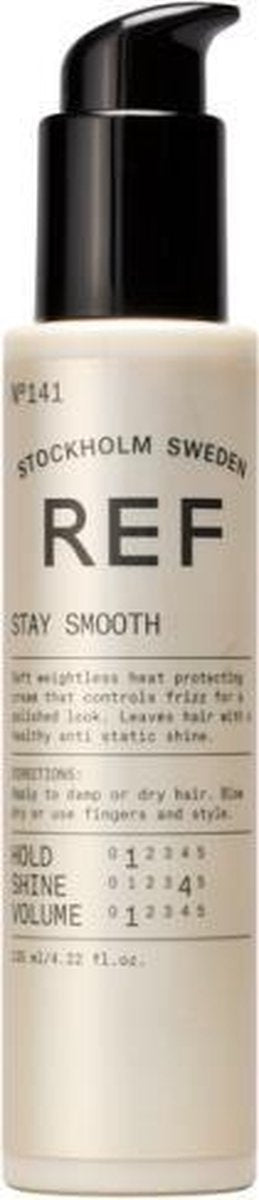 Nº141
STOCKHOLM SWEDEN
REF
STAY SMOOTH
Soft weightless heat protecting
cream that controls frizz for a
polished look. Leaves hair with a
healthy anti static shine.
DIRECTIONS:
Apply to damp or dry hair. Blow
dry or use fingers and style.
HOLD 0 1 2 3 4 5
SHINE 0 1 2 3 4 5
VOLUME 0 1 2 3 4 5
125 ml/4.22 fl.oz.